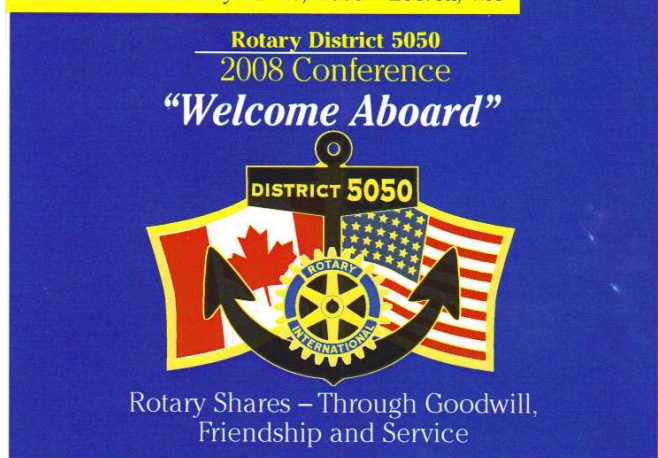 Rotary District 5050
2008 Conference
“Welcome Aboard”
DISTRICT 5050
ROTARY
INTERNATIONAL
Rotary Shares – Through Goodwill,
Friendship and Service